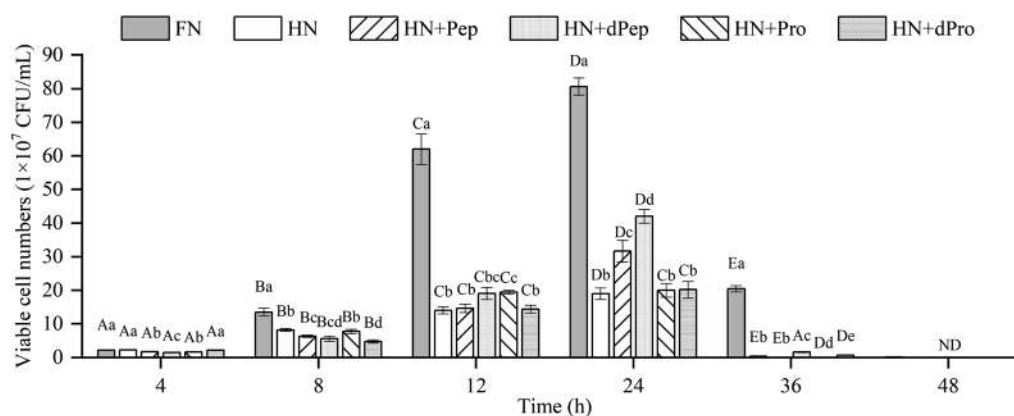 FN HN HN+Pep HN+dPep HN+Pro HN+dPro
Viable cell numbers (1×10⁷ CFU/mL)
90
80
70
60
50
40
30
20
10
0
Aa Aa Ab Ac Ab Aa
Ba Bb Bc Bcd Bb Bd
Ca Cb Cb Cbc Cc Cb
Da Db Dc Dd Cb Cb
Ea Eb Eb Ac Dd De
ND
4 8 12 24 36 48
Time (h)